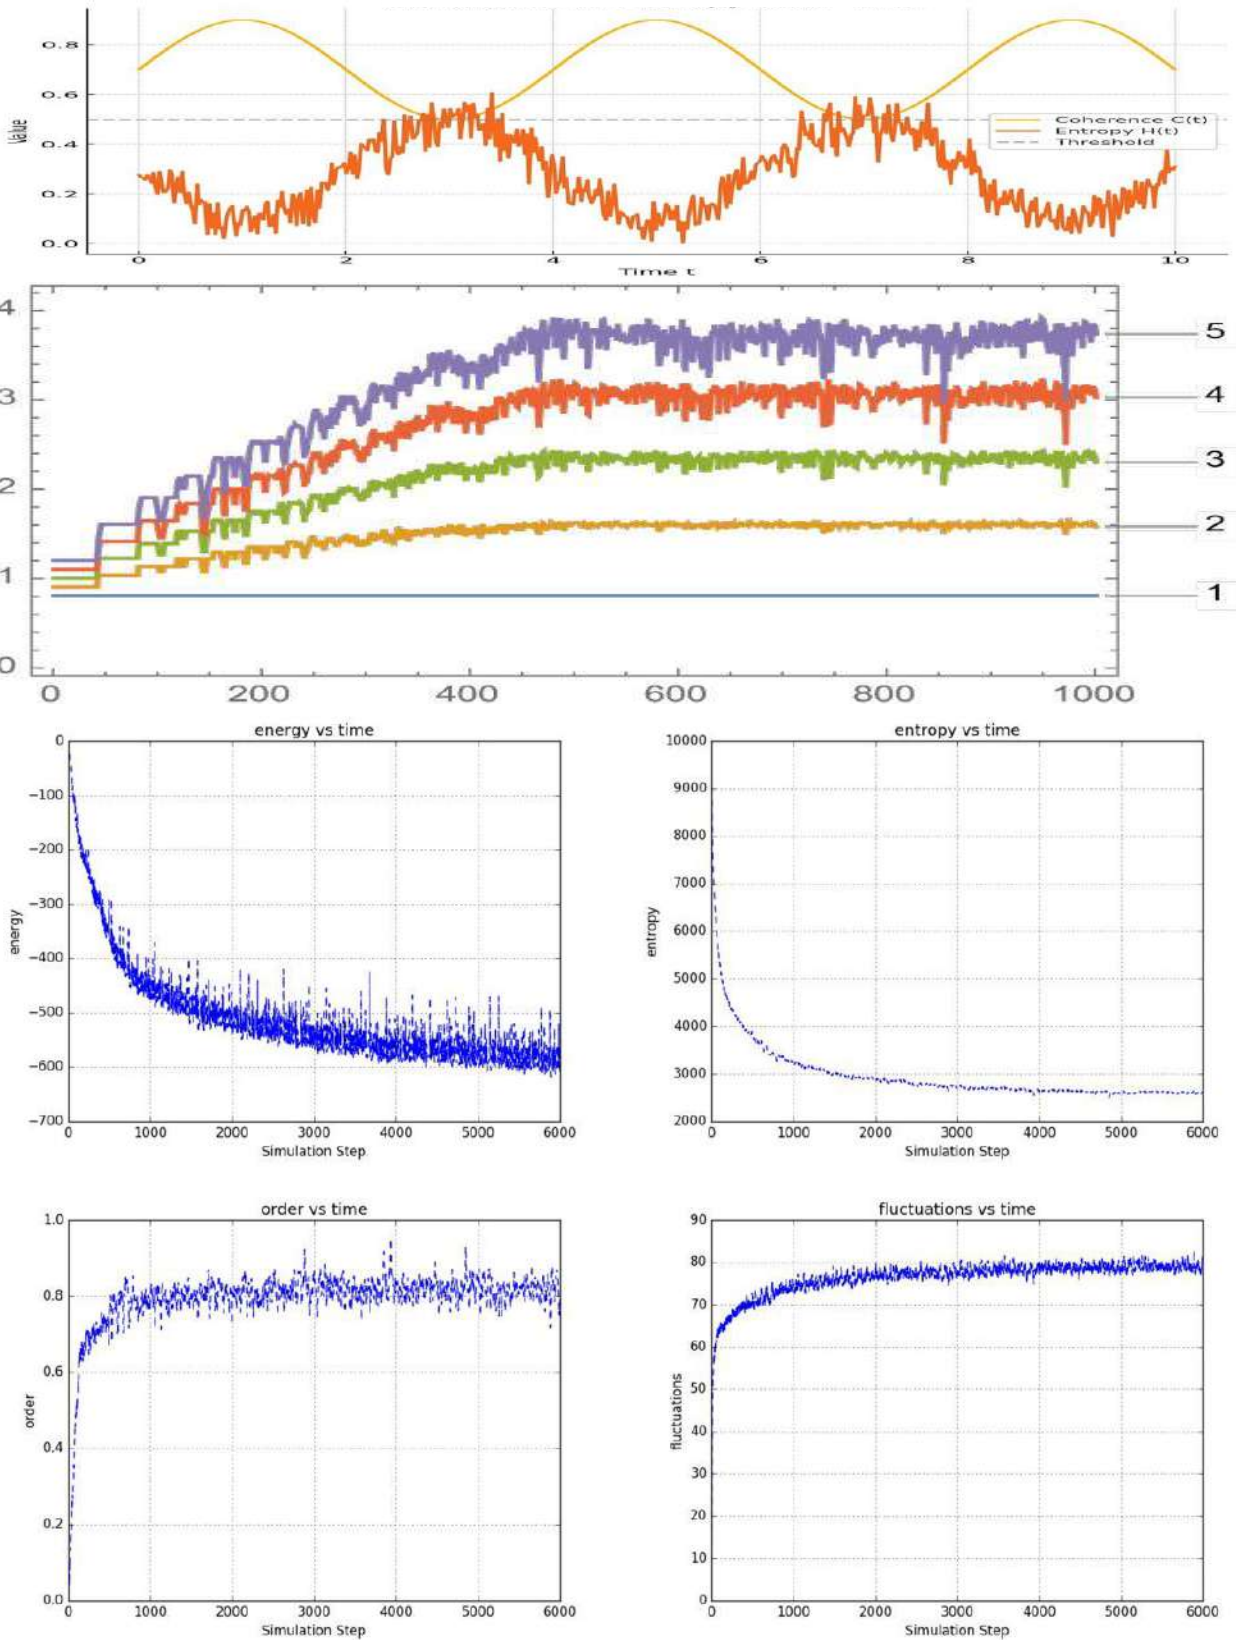 0.8
0.6
0.4
0.2
0.0
Value
Coherence C(t)
Entropy H(t)
Threshold
0 2 4 6 8 10
Time t
4
3
2
1
0
5
4
3
2
1
0 200 400 600 800 1000
energy vs time
0
−100
−200
−300
−400
−500
−600
−700
energy
0 1000 2000 3000 4000 5000 6000
Simulation Step
entropy vs time
10000
9000
8000
7000
6000
5000
4000
3000
2000
entropy
0 1000 2000 3000 4000 5000 6000
Simulation Step
order vs time
1.0
0.8
0.6
0.4
0.2
0.0
order
0 1000 2000 3000 4000 5000 6000
Simulation Step
fluctuations vs time
90
80
70
60
50
40
30
20
10
0
fluctuations
0 1000 2000 3000 4000 5000 6000
Simulation Step